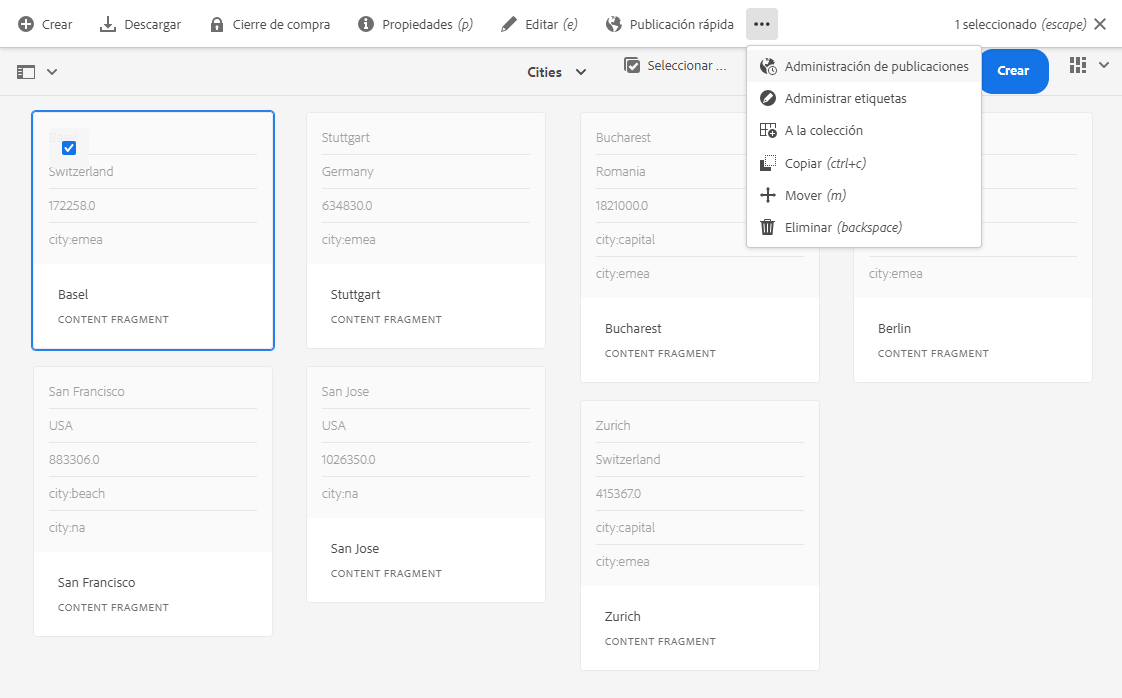 Crear
Descargar
Cierre de compra
Propiedades (p)
Editar (e)
Publicación rápida
1 seleccionado (escape)
Cities
Seleccionar ...
Crear
Administración de publicaciones
Administrar etiquetas
A la colección
Copiar (ctrl+c)
Mover (m)
Eliminar (backspace)
Basel
Switzerland
172258.0
city:emea
Basel
CONTENT FRAGMENT
Stuttgart
Germany
634830.0
city:emea
Stuttgart
CONTENT FRAGMENT
Bucharest
Romania
1821000.0
city:capital
city:emea
Bucharest
CONTENT FRAGMENT
city:emea
Berlin
CONTENT FRAGMENT
San Francisco
USA
883306.0
city:beach
city:na
San Francisco
CONTENT FRAGMENT
San Jose
USA
1026350.0
city:na
San Jose
CONTENT FRAGMENT
Zurich
Switzerland
415367.0
city:capital
city:emea
Zurich
CONTENT FRAGMENT